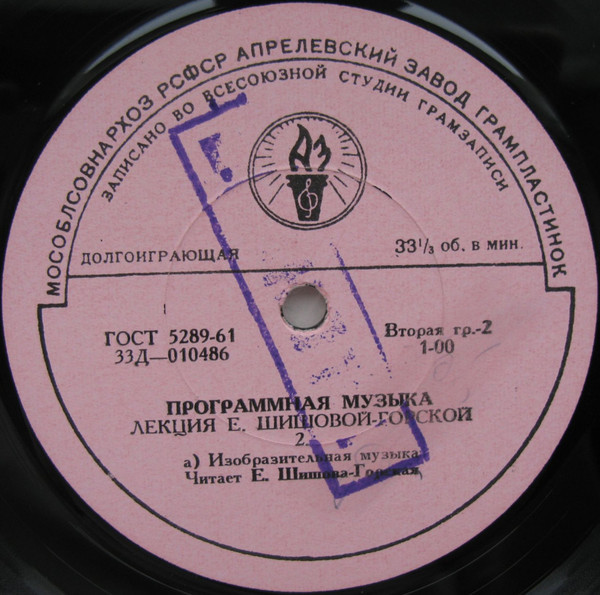 МОСОБЛСОВНАРХОЗ РСФСР АПРЕЛЕВСКИЙ ЗАВОД ГРАМПЛАСТИНОК
ЗАПИСАНО ВО ВСЕСОЮЗНОЙ СТУДИИ ГРАМЗАПИСИ
АЗ
ДОЛГОИГРАЮЩАЯ
33⅓ об. в мин.
ГОСТ 5289-61
33Д—010486
Вторая гр.-2
1-00
ПРОГРАММНАЯ МУЗЫКА
ЛЕКЦИЯ Е. ШИШОВОЙ-ГОРСКОЙ
2.
а) Изобразительная музыка
Читает Е. Шишова-Горская